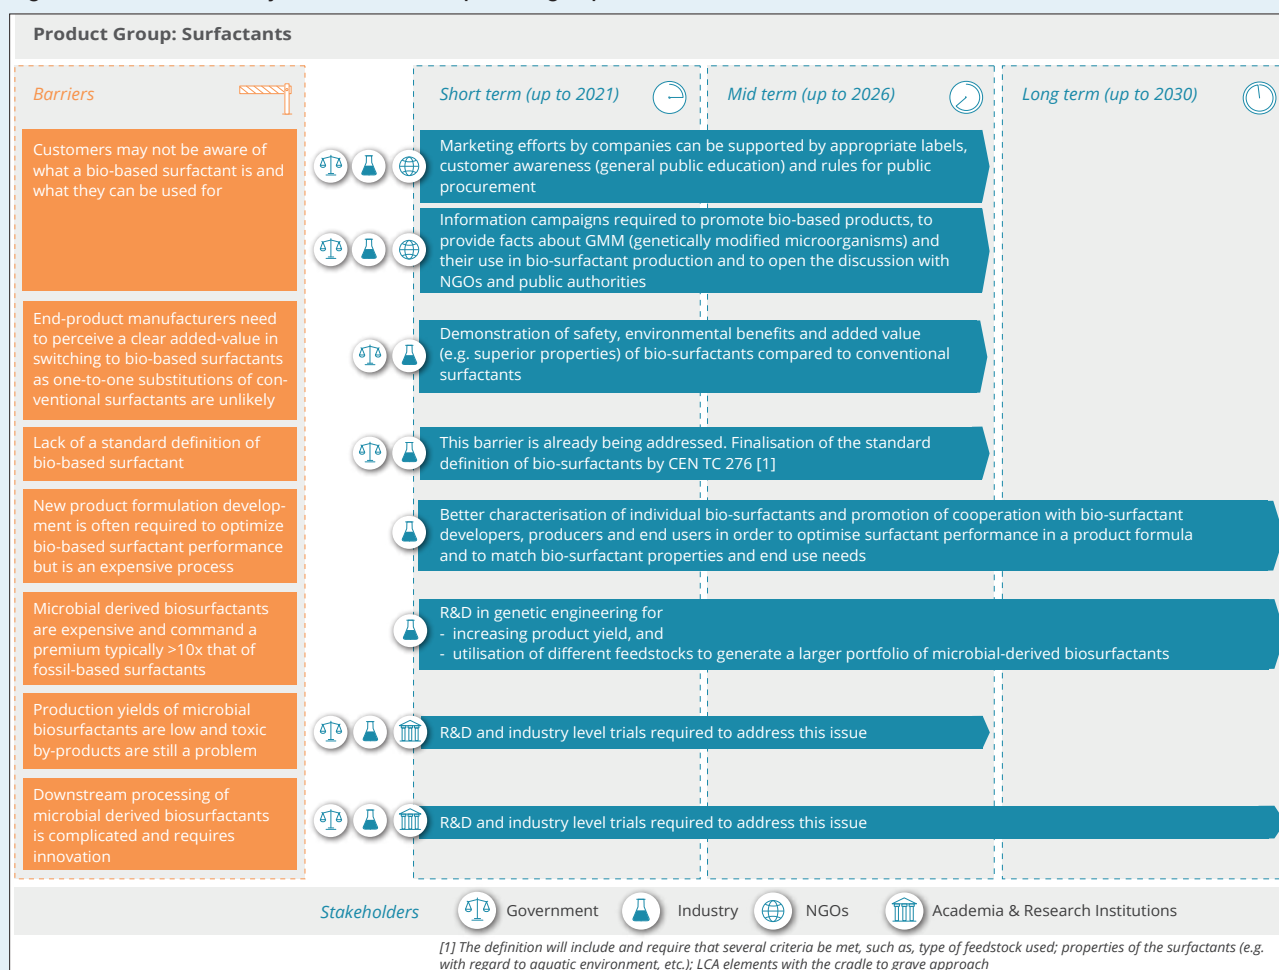 Product Group: Surfactants
Barriers
Short term (up to 2021)
Mid term (up to 2026)
Long term (up to 2030)
Customers may not be aware of
what a bio-based surfactant is and
what they can be used for
Marketing efforts by companies can be supported by appropriate labels,
customer awareness (general public education) and rules for public
procurement
Information campaigns required to promote bio-based products, to
provide facts about GMM (genetically modified microorganisms) and
their use in bio-surfactant production and to open the discussion with
NGOs and public authorities
End-product manufacturers need
to perceive a clear added-value in
switching to bio-based surfactants
as one-to-one substitutions of con-
ventional surfactants are unlikely
Demonstration of safety, environmental benefits and added value
(e.g. superior properties) of bio-surfactants compared to conventional
surfactants
Lack of a standard definition of
bio-based surfactant
This barrier is already being addressed. Finalisation of the standard
definition of bio-surfactants by CEN TC 276 [1]
New product formulation develop-
ment is often required to optimize
bio-based surfactant performance
but is an expensive process
Better characterisation of individual bio-surfactants and promotion of cooperation with bio-surfactant
developers, producers and end users in order to optimise surfactant performance in a product formula
and to match bio-surfactant properties and end use needs
Microbial derived biosurfactants
are expensive and command a
premium typically >10x that of
fossil-based surfactants
R&D in genetic engineering for
- increasing product yield, and
- utilisation of different feedstocks to generate a larger portfolio of microbial-derived biosurfactants
Production yields of microbial
biosurfactants are low and toxic
by-products are still a problem
R&D and industry level trials required to address this issue
Downstream processing of
microbial derived biosurfactants
is complicated and requires
innovation
R&D and industry level trials required to address this issue
Stakeholders
Government
Industry
NGOs
Academia & Research Institutions
[1] The definition will include and require that several criteria be met, such as, type of feedstock used; properties of the surfactants (e.g.
with regard to aquatic environment, etc.); LCA elements with the cradle to grave approach